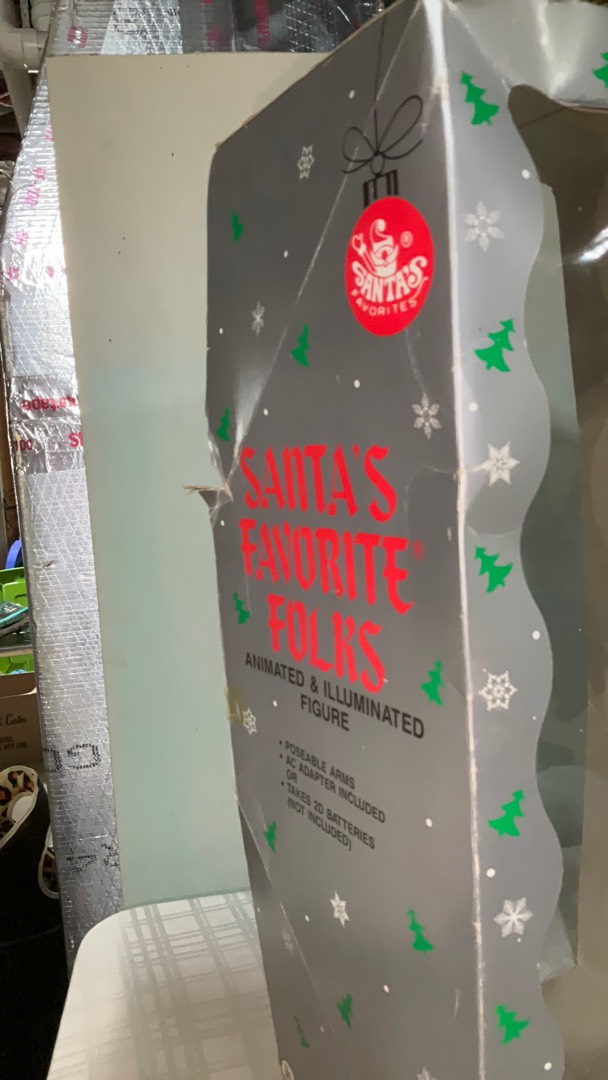 SANTA'S
FAVORITES
SANTA'S
FAVORITE®
FOLKS
ANIMATED & ILLUMINATED
FIGURE
• POSEABLE ARMS
• AC ADAPTER INCLUDED
OR
• TAKES 2D BATTERIES
(NOT INCLUDED)